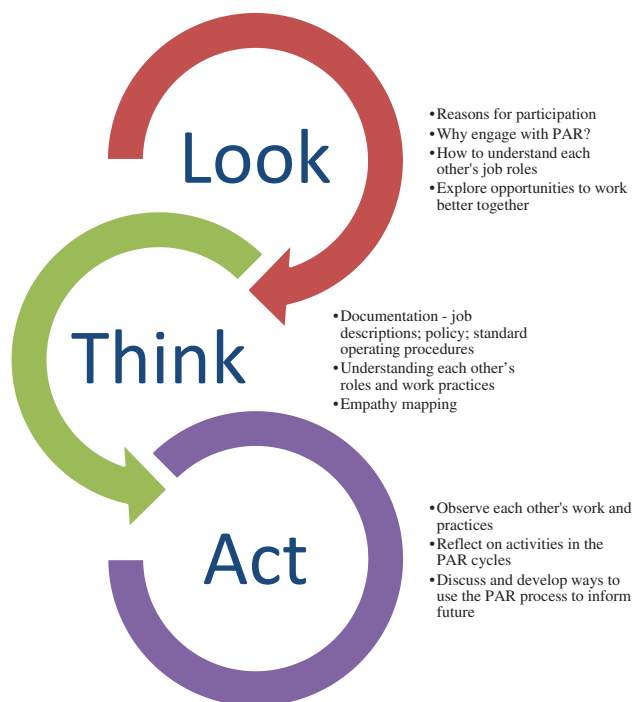 Look
•Reasons for participation
•Why engage with PAR?
•How to understand each
other's job roles
•Explore opportunities to work
better together
Think
•Documentation - job
descriptions; policy; standard
operating procedures
•Understanding each other’s
roles and work practices
•Empathy mapping
Act
•Observe each other's work and
practices
•Reflect on activities in the
PAR cycles
•Discuss and develop ways to
use the PAR process to inform
future